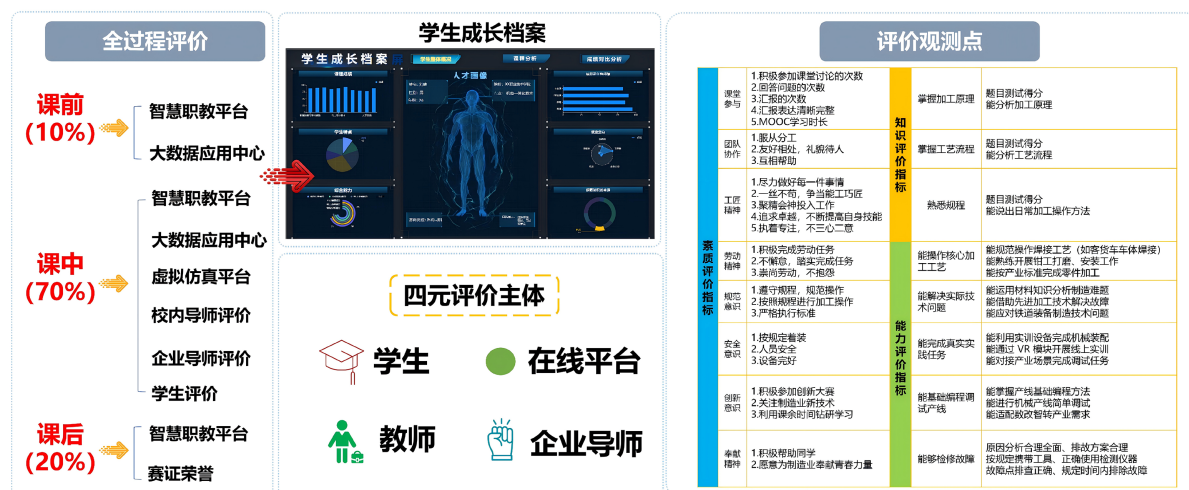 全过程评价
课前
(10%)
智慧职教平台
大数据应用中心
课中
(70%)
智慧职教平台
大数据应用中心
虚拟仿真平台
校内导师评价
企业导师评价
学生评价
课后
(20%)
智慧职教平台
赛证荣誉
学生成长档案
学生成长档案
学生整体概况
课群分析
成绩对比分析
人才画像
学生特点
综合能力
四元评价主体
学生
在线平台
教师
企业导师
评价观测点
素质评价指标
课堂
参与
1.积极参加课堂讨论的次数
2.回答问题的次数
3.汇报的次数
4.汇报表达清晰完整
5.MOOC学习时长
团队
协作
1.服从分工
2.友好相处，礼貌待人
3.互相帮助
工匠
精神
1.尽力做好每一件事情
2.一丝不苟，争当能工巧匠
3.聚精会神投入工作
4.追求卓越，不断提高自身技能
5.执着专注，不三心二意
劳动
精神
1.积极完成劳动任务
2.不懈怠，踏实完成任务
3.崇尚劳动，不抱怨
规范
意识
1.遵守规程，规范操作
2.按照规程进行加工操作
3.严格执行标准
安全
意识
1.按规定着装
2.人员安全
3.设备完好
创新
意识
1.积极参加创新大赛
2.关注制造业新技术
3.利用课余时间钻研学习
奉献
精神
1.积极帮助同学
2.愿意为制造业奉献青春力量
知识评价指标
掌握加工原理
题目测试得分
能分析加工原理
掌握工艺流程
题目测试得分
能分析工艺流程
熟悉规程
题目测试得分
能说出日常加工操作方法
能力评价指标
能操作核心加
工工艺
能规范操作焊接工艺（如客货车车体焊接）
能熟练开展钳工打磨、安装工作
能按产业标准完成零件加工
能解决实际技
术问题
能运用材料知识分析制造难题
能借助先进加工技术解决故障
能应对铁道装备制造技术问题
能完成真实实
践任务
能利用实训设备完成机械装配
能通过 VR 模块开展线上实训
能对接产业场景完成调试任务
能基础编程调
试产线
能掌握产线基础编程方法
能进行机械产线简单调试
能适配数改智转产业需求
能够检修故障
原因分析合理全面、排故方案合理
按规定携带工具、正确使用检测仪器
故障点排查正确、规定时间内排除故障